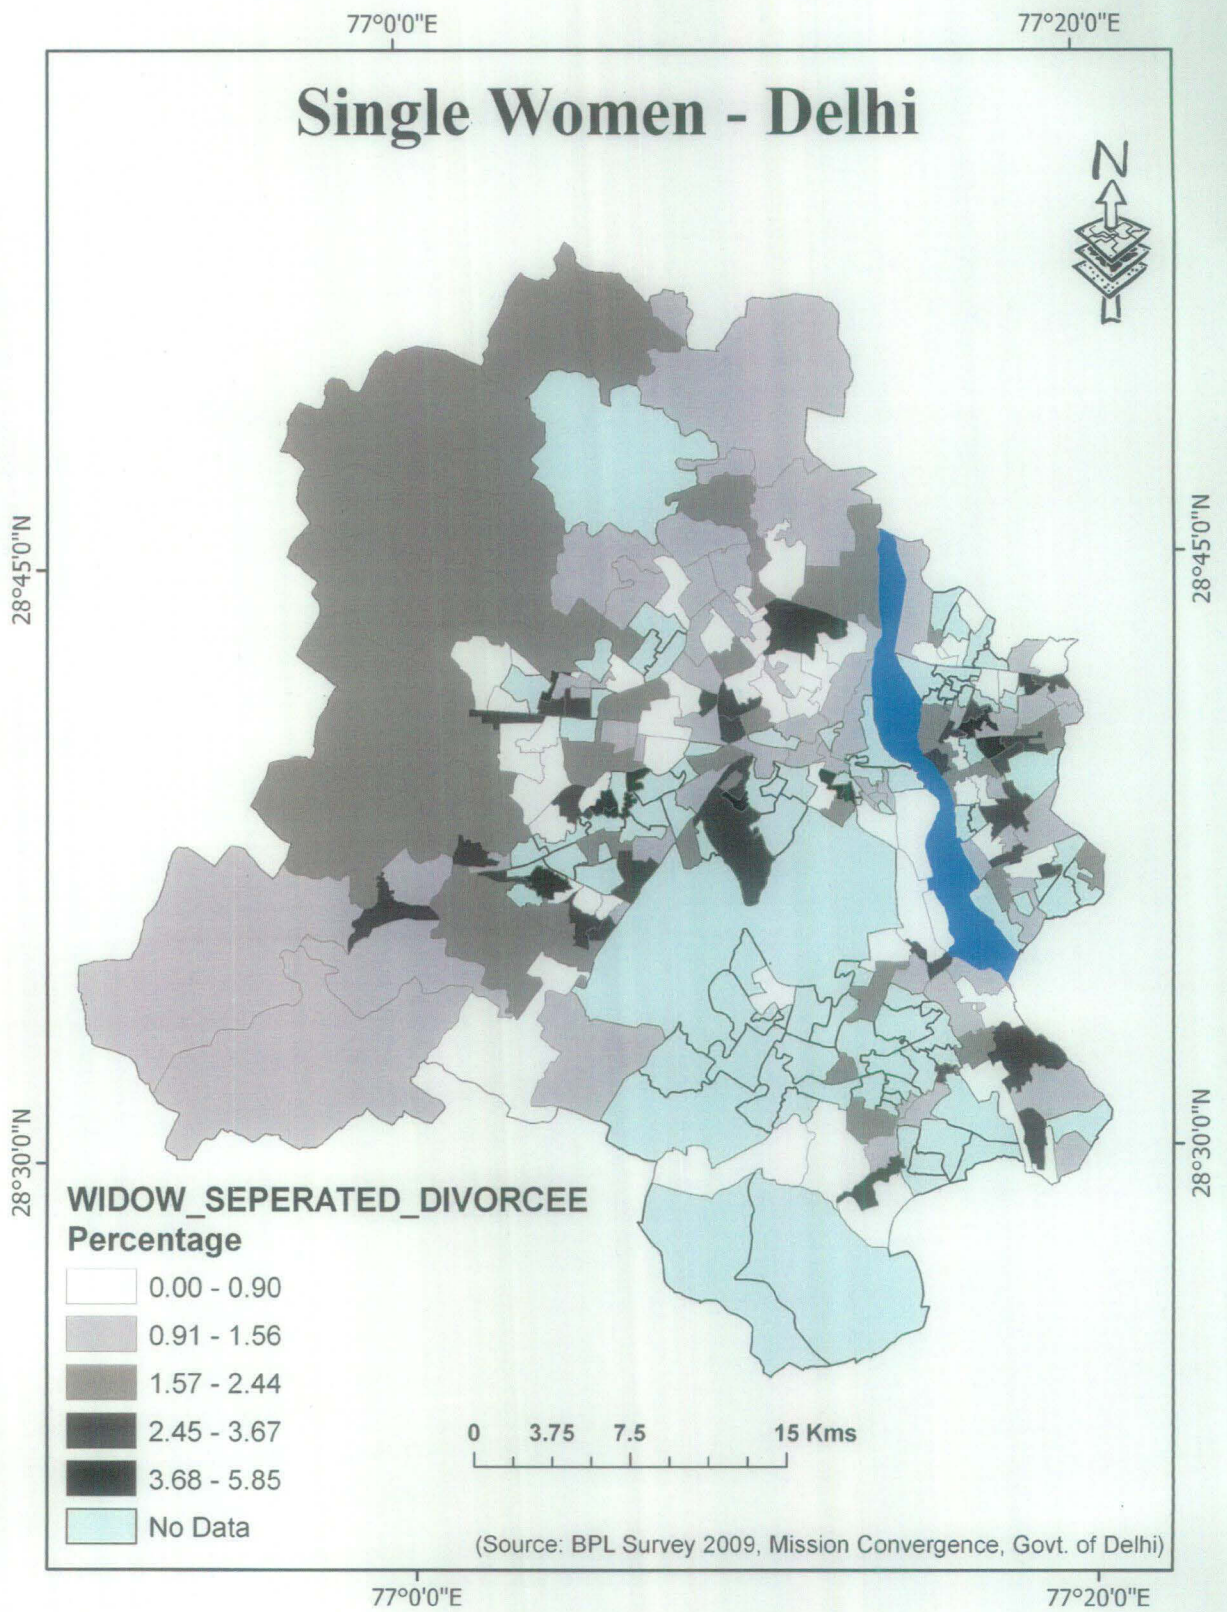 77°0'0"E
77°20'0"E
Single Women - Delhi
N
28°45'0"N
28°45'0"N
28°30'0"N
28°30'0"N
WIDOW_SEPERATED_DIVORCEE
Percentage
0.00 - 0.90
0.91 - 1.56
1.57 - 2.44
2.45 - 3.67
3.68 - 5.85
No Data
0 3.75 7.5 15 Kms
(Source: BPL Survey 2009, Mission Convergence, Govt. of Delhi)
77°0'0"E
77°20'0"E